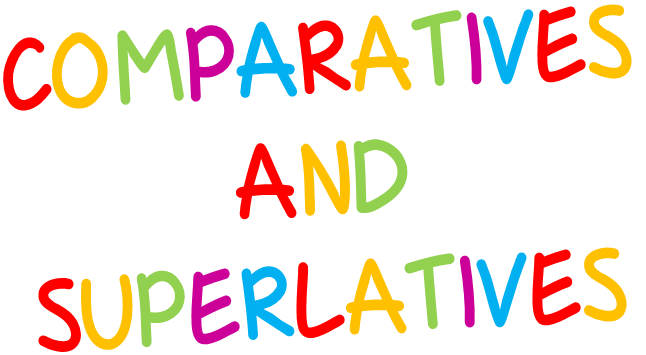 COMPARATIVES
AND
SUPERLATIVES